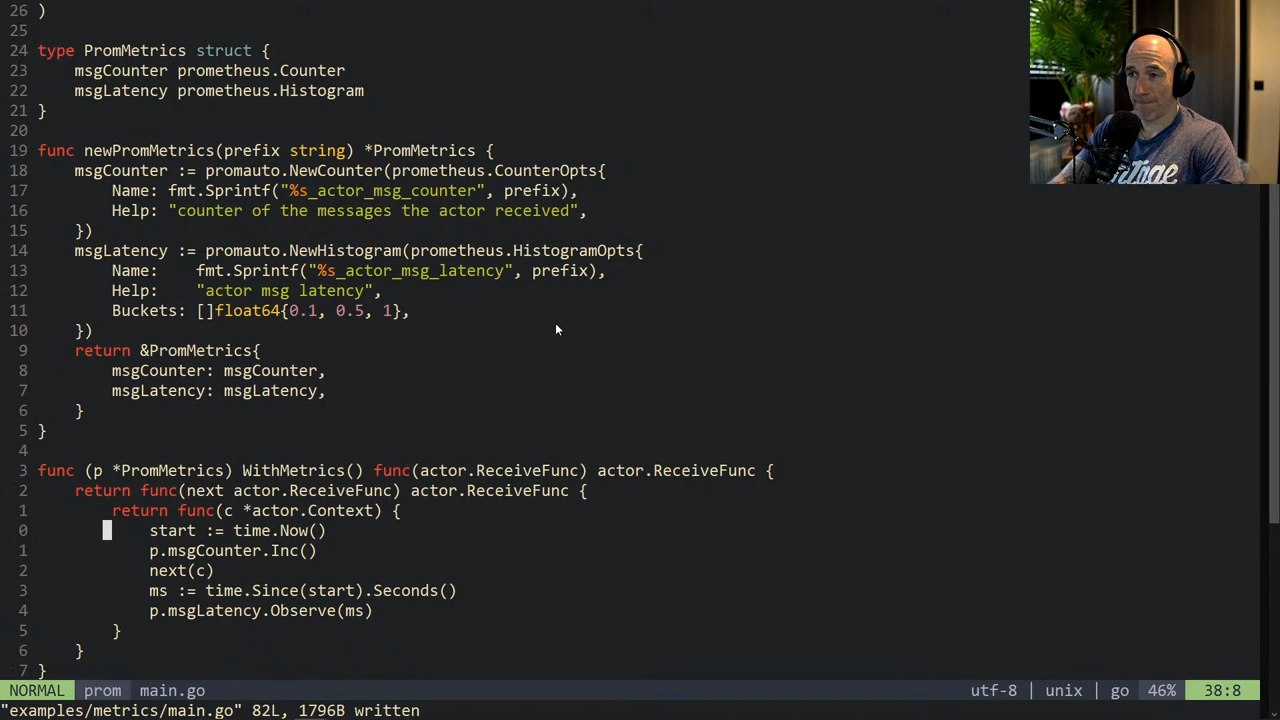 26 )
25
24 type PromMetrics struct {
23     msgCounter prometheus.Counter
22     msgLatency prometheus.Histogram
21 }
20
19 func newPromMetrics(prefix string) *PromMetrics {
18     msgCounter := promauto.NewCounter(prometheus.CounterOpts{
17         Name: fmt.Sprintf("%s_actor_msg_counter", prefix),
16         Help: "counter of the messages the actor received",
15     })
14     msgLatency := promauto.NewHistogram(prometheus.HistogramOpts{
13         Name:    fmt.Sprintf("%s_actor_msg_latency", prefix),
12         Help:    "actor msg latency",
11         Buckets: []float64{0.1, 0.5, 1},
10     })
9     return &PromMetrics{
8         msgCounter: msgCounter,
7         msgLatency: msgLatency,
6     }
5 }
4
3 func (p *PromMetrics) WithMetrics() func(actor.ReceiveFunc) actor.ReceiveFunc {
2     return func(next actor.ReceiveFunc) actor.ReceiveFunc {
1         return func(c *actor.Context) {
0             start := time.Now()
1             p.msgCounter.Inc()
2             next(c)
3             ms := time.Since(start).Seconds()
4             p.msgLatency.Observe(ms)
5         }
6     }
7 }
NORMAL prom main.go utf-8 | unix | go 46% 38:8
"examples/metrics/main.go" 82L, 1796B written